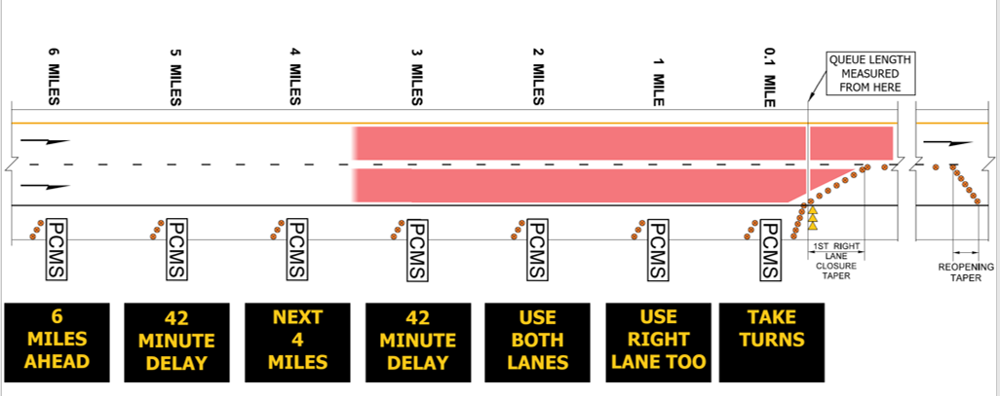 6 MILES
5 MILES
4 MILES
3 MILES
2 MILES
1 MILE
0.1 MILE
QUEUE LENGTH
MEASURED
FROM HERE
PCMS
PCMS
PCMS
PCMS
PCMS
PCMS
PCMS
1ST RIGHT
LANE
CLOSURE
TAPER
REOPENING
TAPER
6
MILES
AHEAD
42
MINUTE
DELAY
NEXT
4
MILES
42
MINUTE
DELAY
USE
BOTH
LANES
USE
RIGHT
LANE TOO
TAKE
TURNS